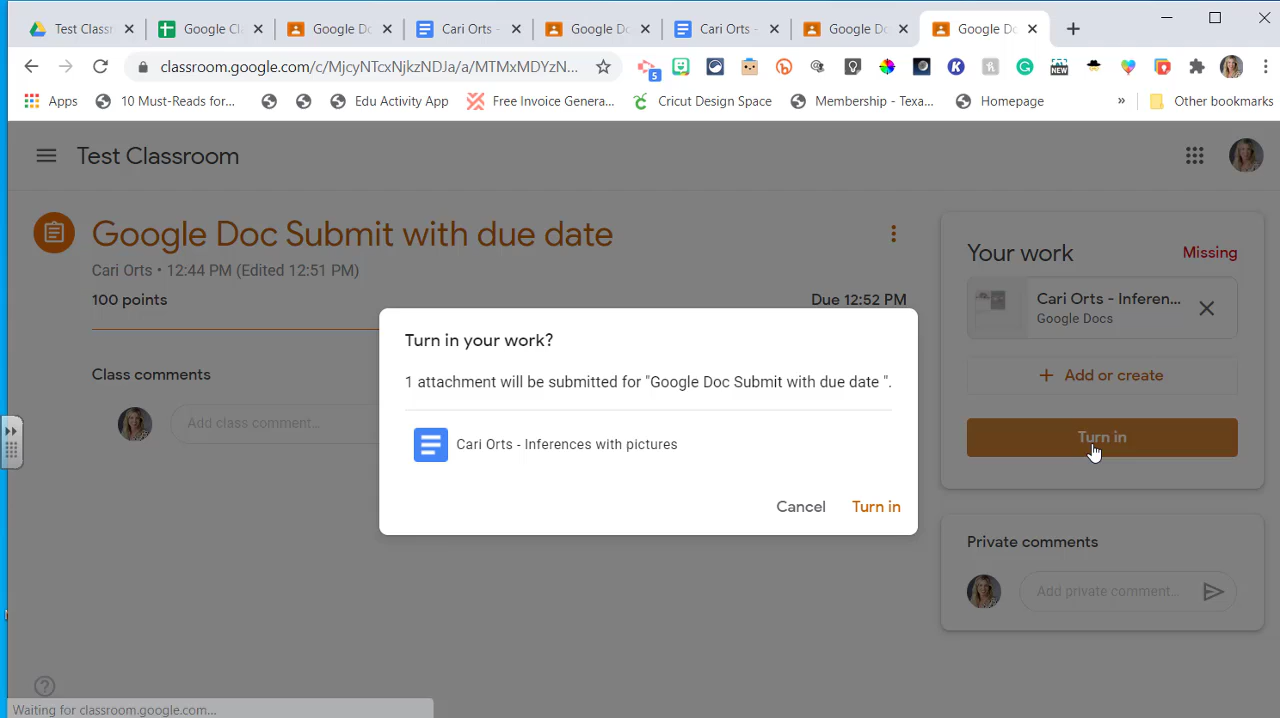 Test Classr
Google Cl
Google Do
Cari Orts -
Google Do
Cari Orts -
Google Do
Google Do
classroom.google.com/c/MjcvNTcxNjkzNDJa/a/MTMxMDYzN...
5
NEW
Apps
10 Must-Reads for...
Edu Activity App
Free Invoice Genera...
Cricut Design Space
Membership - Texa...
Homepage
»
Other bookmarks
Test Classroom
Google Doc Submit with due date
Cari Orts • 12:44 PM (Edited 12:51 PM)
100 points
Due 12:52 PM
Class comments
Add class comment...
Turn in your work?
1 attachment will be submitted for "Google Doc Submit with due date ".
Cari Orts - Inferences with pictures
Cancel
Turn in
Your work
Missing
Cari Orts - Inferen...
Google Docs
+ Add or create
Turn in
Private comments
Add private comment...
Waiting for classroom.google.com...